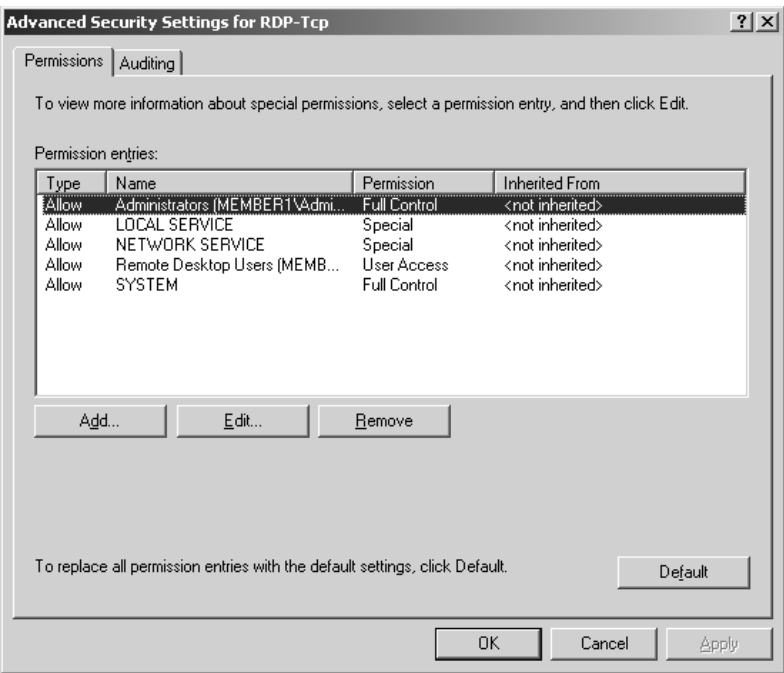 Advanced Security Settings for RDP-Tcp
Permissions Auditing
To view more information about special permissions, select a permission entry, and then click Edit.
Permission entries:
Type Name Permission Inherited From
Allow Administrators (MEMBER1\Admi... Full Control <not inherited>
Allow LOCAL SERVICE Special <not inherited>
Allow NETWORK SERVICE Special <not inherited>
Allow Remote Desktop Users (MEMB... User Access <not inherited>
Allow SYSTEM Full Control <not inherited>
Add... Edit... Remove
To replace all permission entries with the default settings, click Default.
Default
OK Cancel Apply